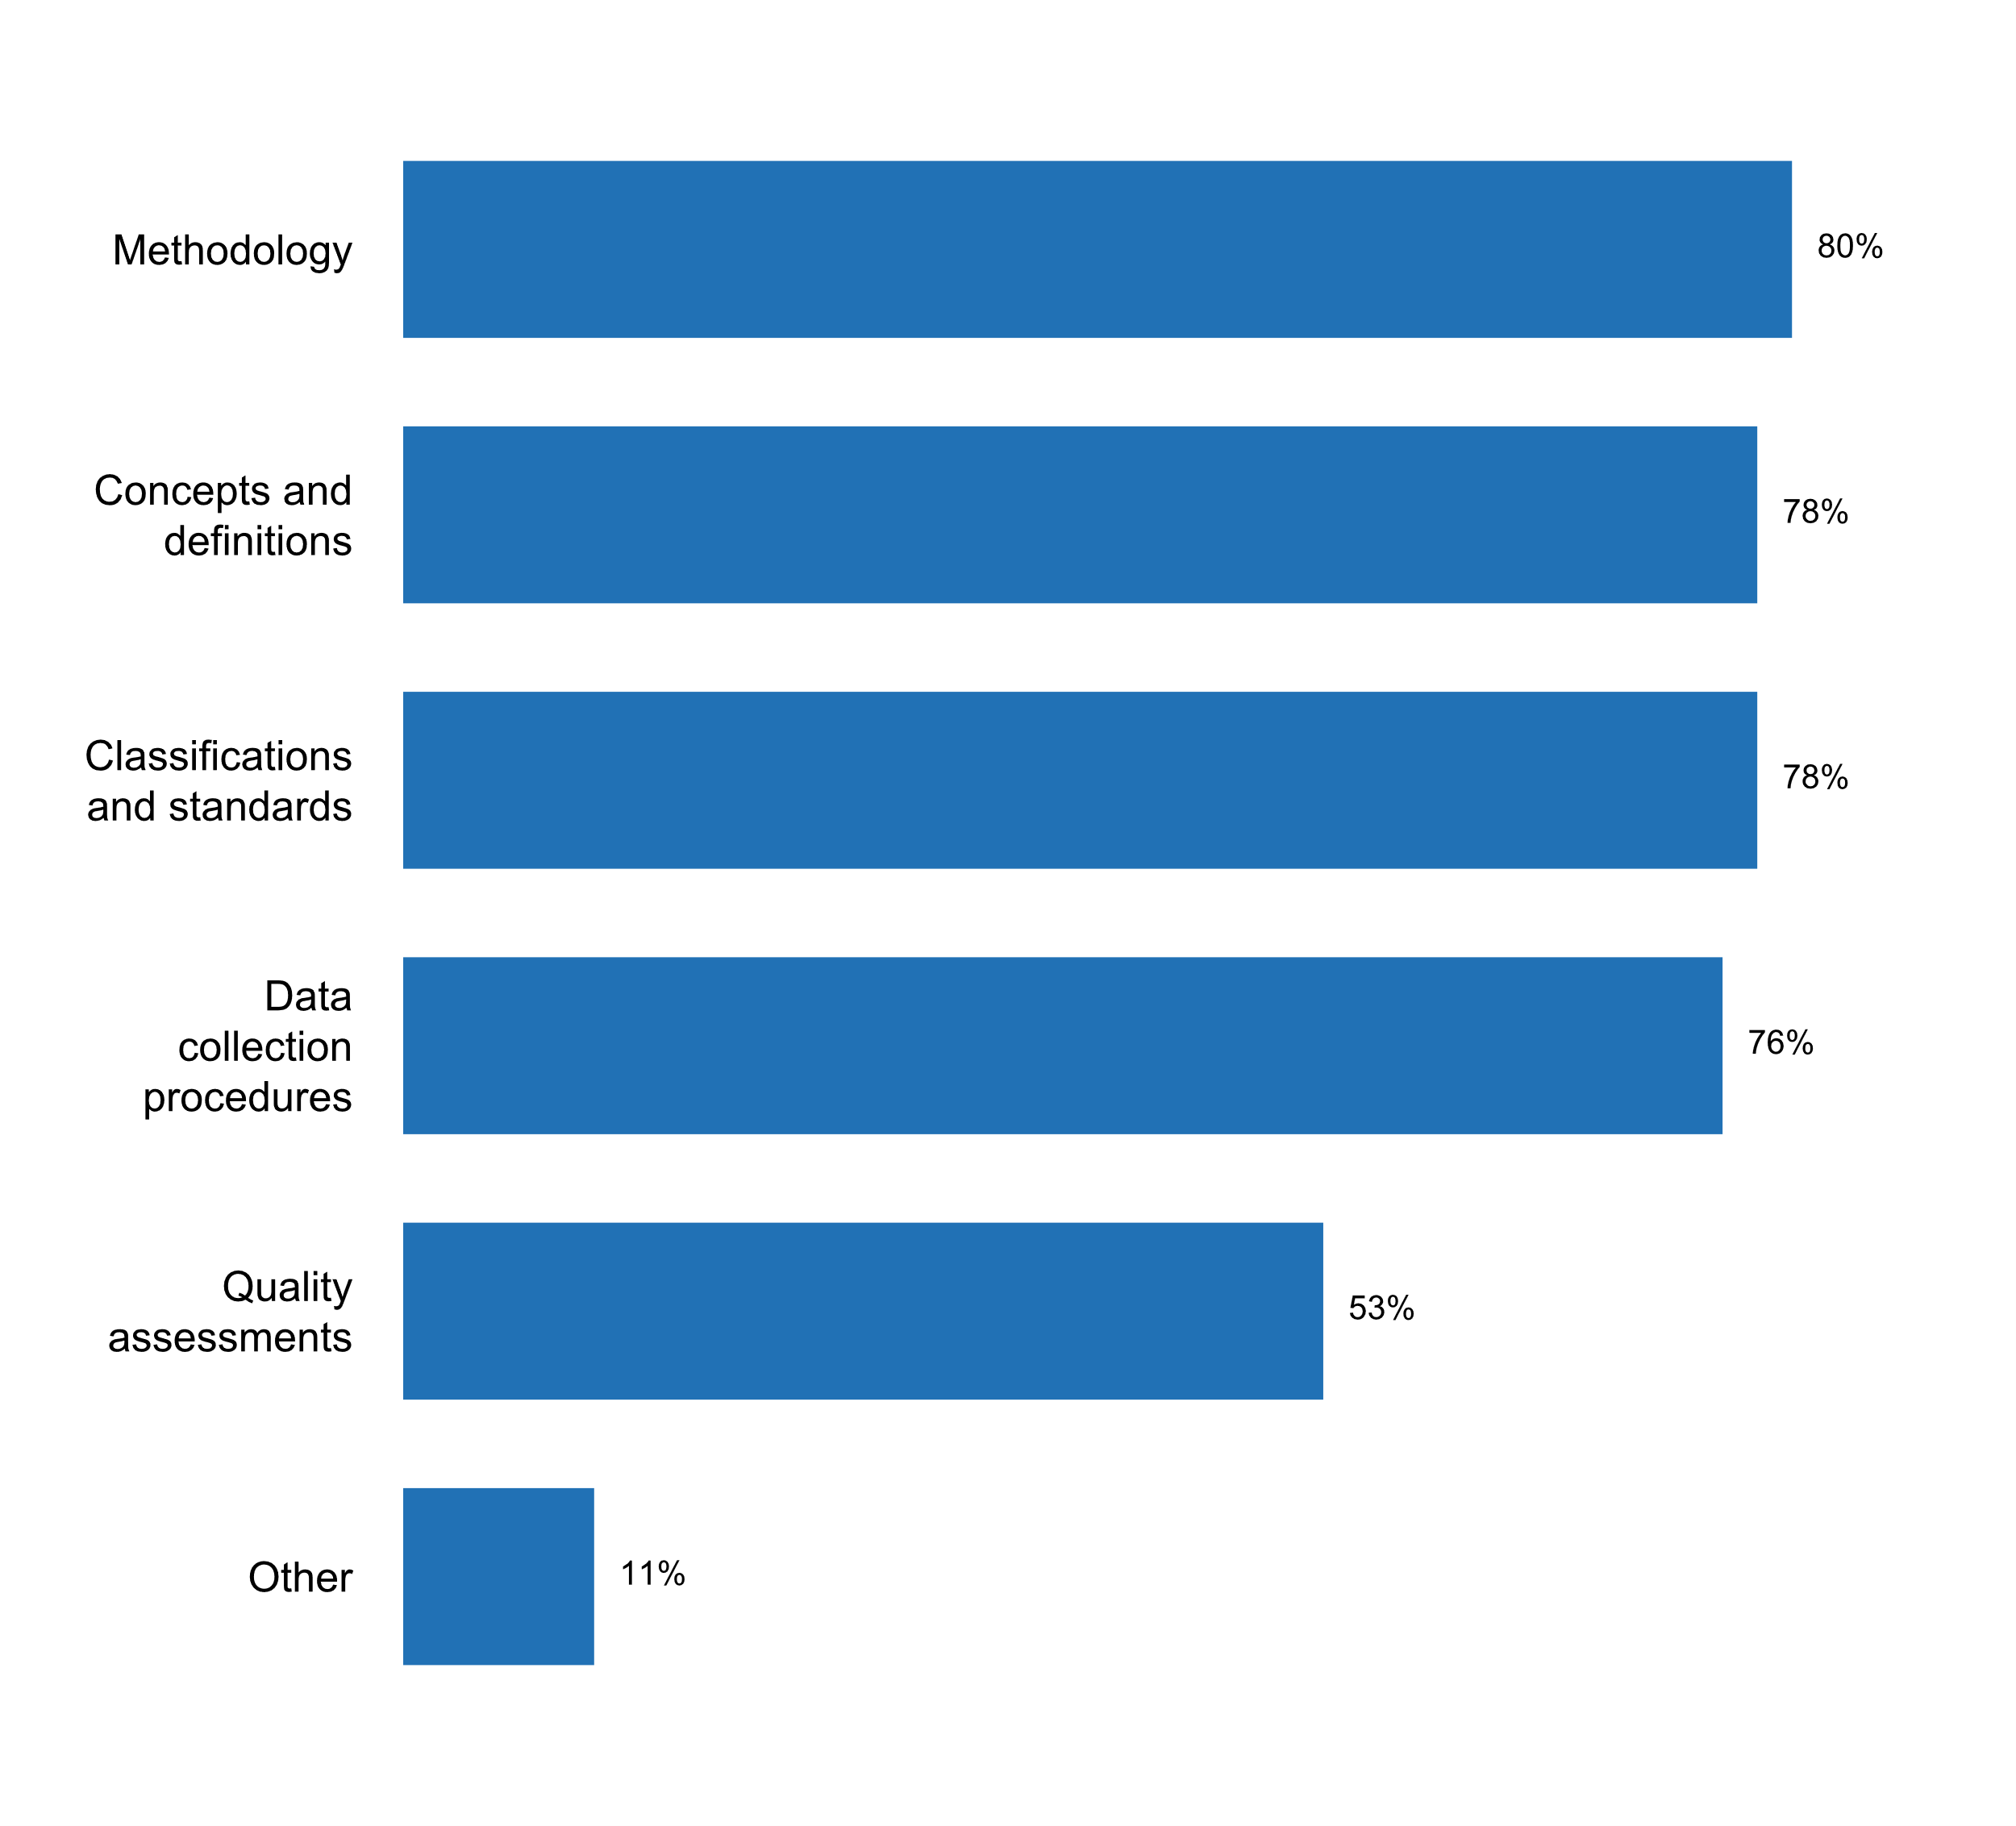 Methodology
80%
Concepts and
definitions
78%
Classifications
and standards
78%
Data
collection
procedures
76%
Quality
assessments
53%
Other
11%